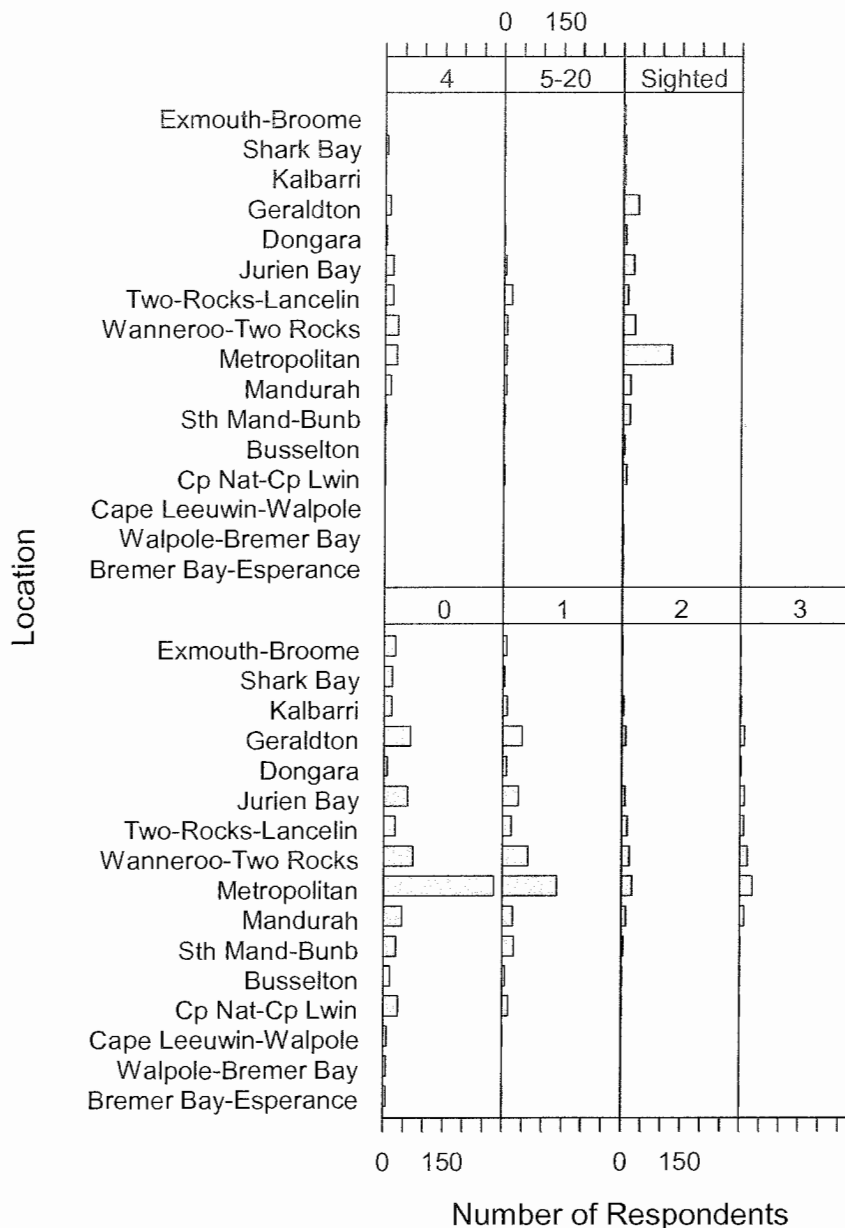 0 150
4 5-20 Sighted
Exmouth-Broome
Shark Bay
Kalbarri
Geraldton
Dongara
Jurien Bay
Two-Rocks-Lancelin
Wanneroo-Two Rocks
Metropolitan
Mandurah
Sth Mand-Bunb
Busselton
Cp Nat-Cp Lwin
Cape Leeuwin-Walpole
Walpole-Bremer Bay
Bremer Bay-Esperance
Location
0 1 2 3
Exmouth-Broome
Shark Bay
Kalbarri
Geraldton
Dongara
Jurien Bay
Two-Rocks-Lancelin
Wanneroo-Two Rocks
Metropolitan
Mandurah
Sth Mand-Bunb
Busselton
Cp Nat-Cp Lwin
Cape Leeuwin-Walpole
Walpole-Bremer Bay
Bremer Bay-Esperance
0 150 0 150
Number of Respondents